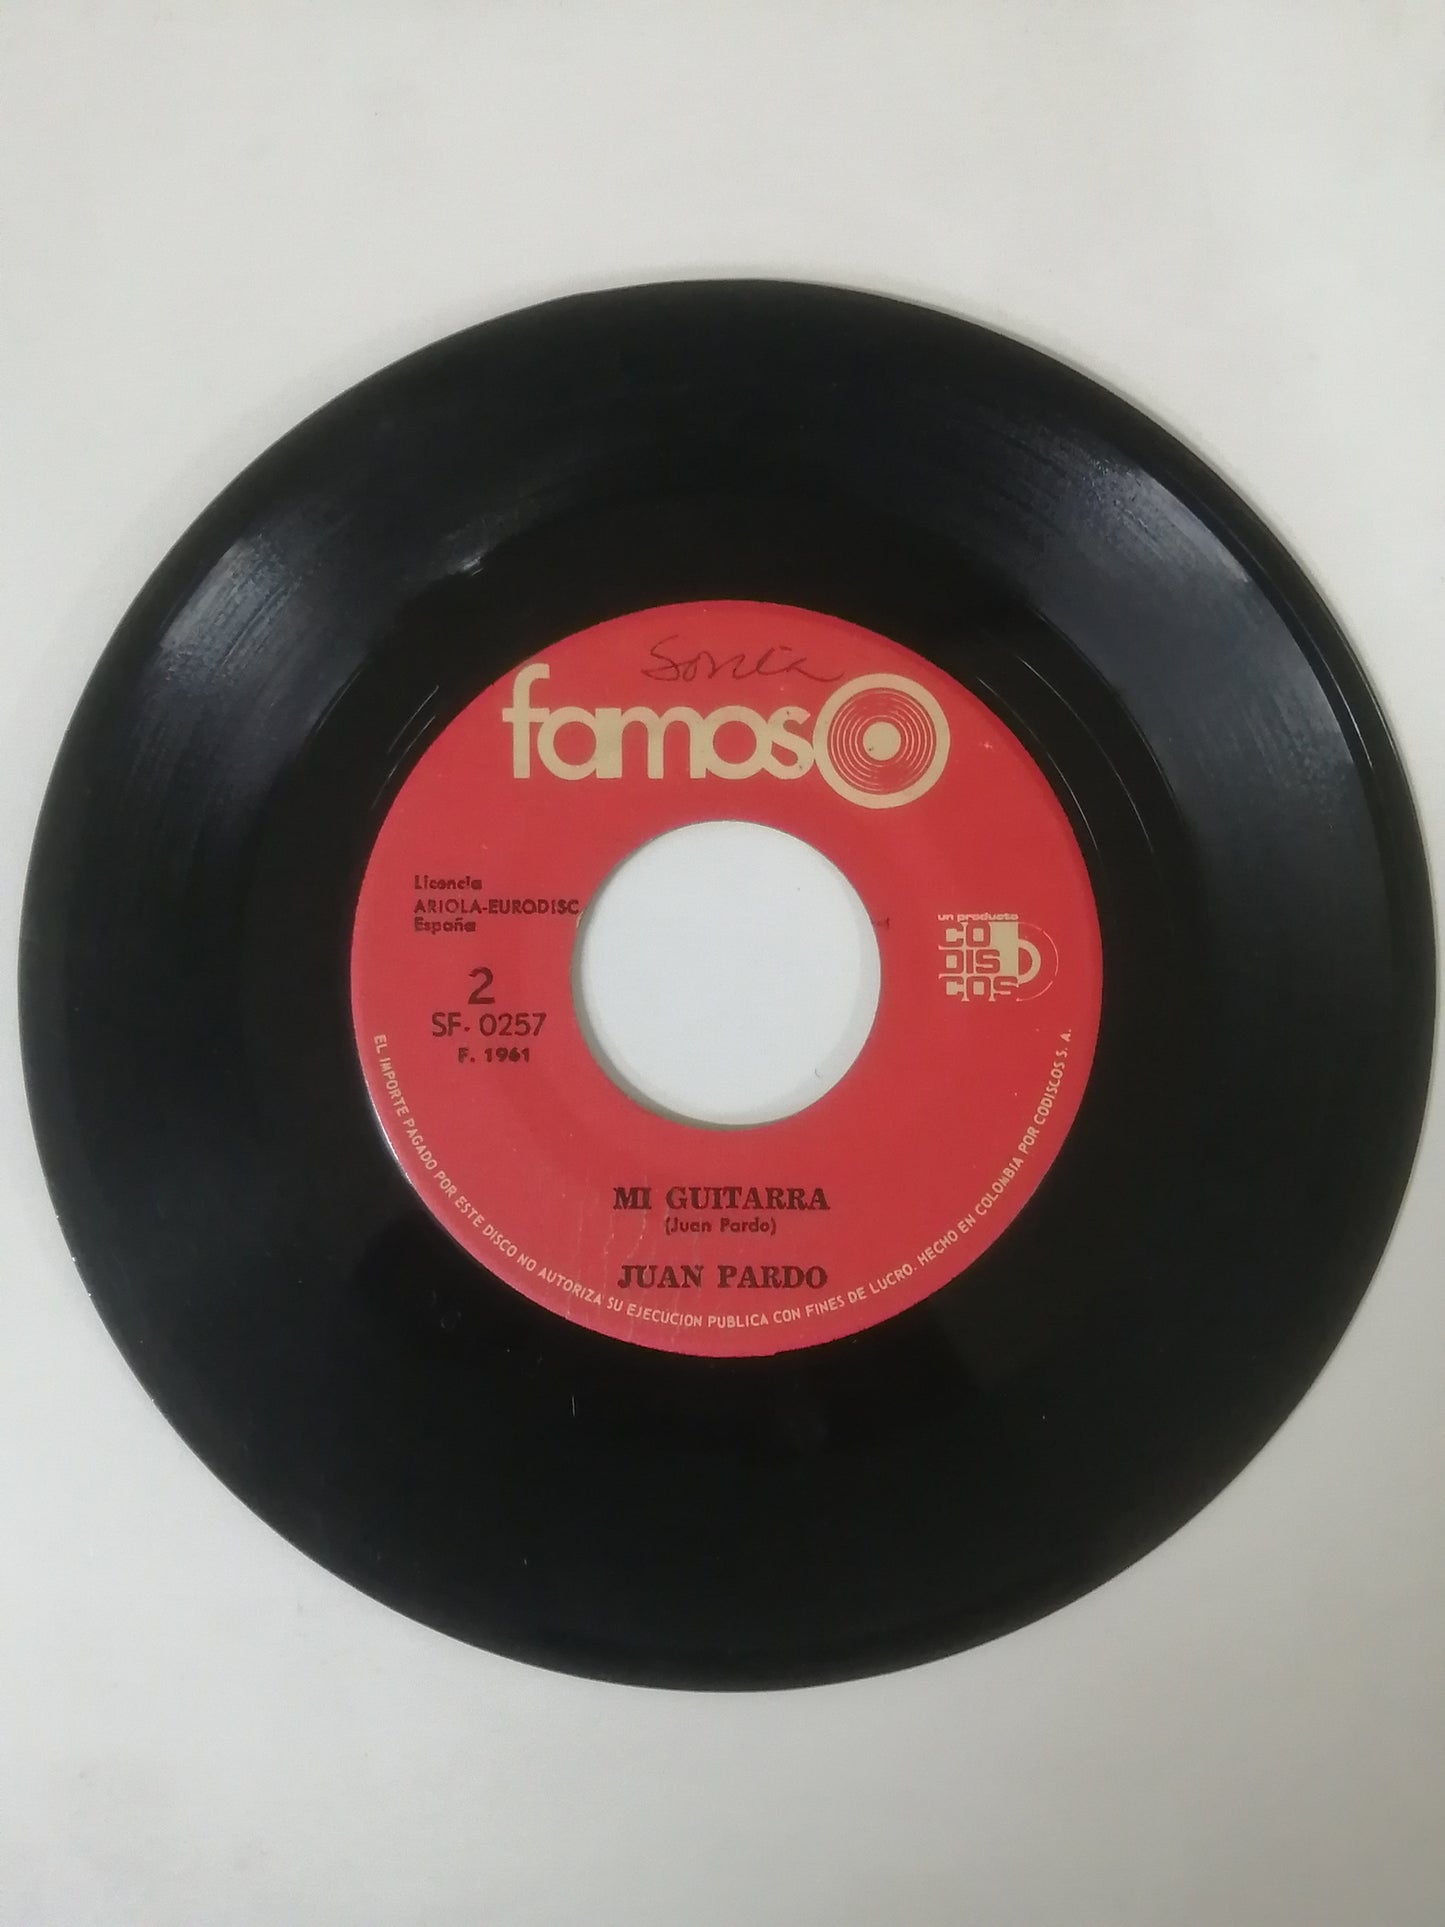 Sonia
famoso
Licencia
ARIOLA-EURODISC
España
2
SF- 0257
F. 1961
un producto
CO
DIS
COS
MI GUITARRA
(Juan Pardo)
JUAN PARDO
EL IMPORTE PAGADO POR ESTE DISCO NO AUTORIZA SU EJECUCION PUBLICA CON FINES DE LUCRO. HECHO EN COLOMBIA POR CODISCOS S. A.